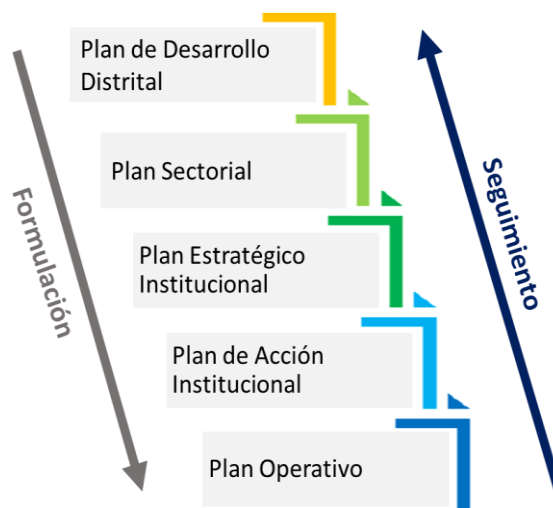 Plan de Desarrollo
Distrital
Plan Sectorial
Plan Estratégico
Institucional
Plan de Acción
Institucional
Plan Operativo
Formulación
Seguimiento